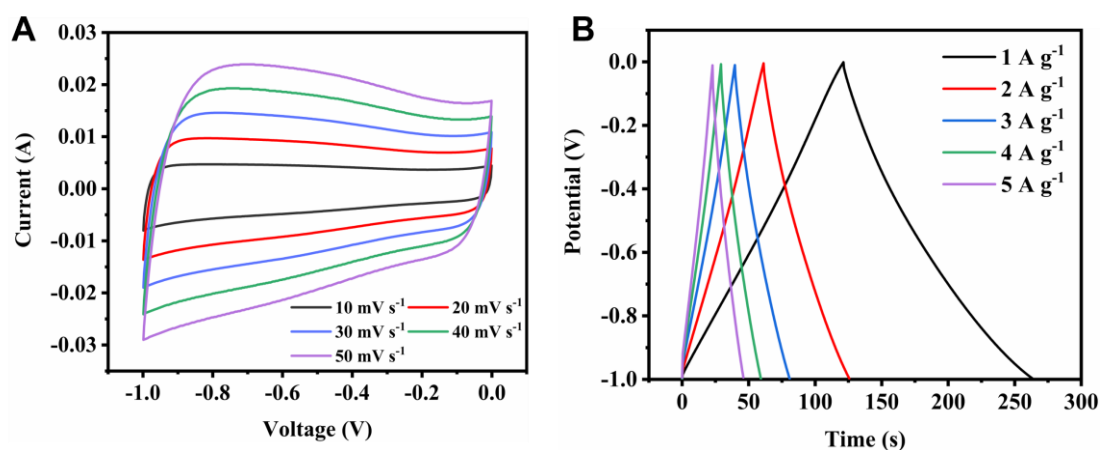 A
0.03
0.02
0.01
0.00
-0.01
-0.02
-0.03
Current (A)
10 mV s⁻¹ 20 mV s⁻¹
30 mV s⁻¹ 40 mV s⁻¹
50 mV s⁻¹
-1.0 -0.8 -0.6 -0.4 -0.2 0.0
Voltage (V)
B
0.0
-0.2
-0.4
-0.6
-0.8
-1.0
Potential (V)
1 A g⁻¹
2 A g⁻¹
3 A g⁻¹
4 A g⁻¹
5 A g⁻¹
0 50 100 150 200 250 300
Time (s)